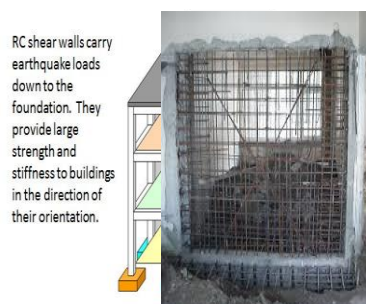 RC shear walls carry
earthquake loads
down to the
foundation. They
provide large
strength and
stiffness to buildings
in the direction of
their orientation.